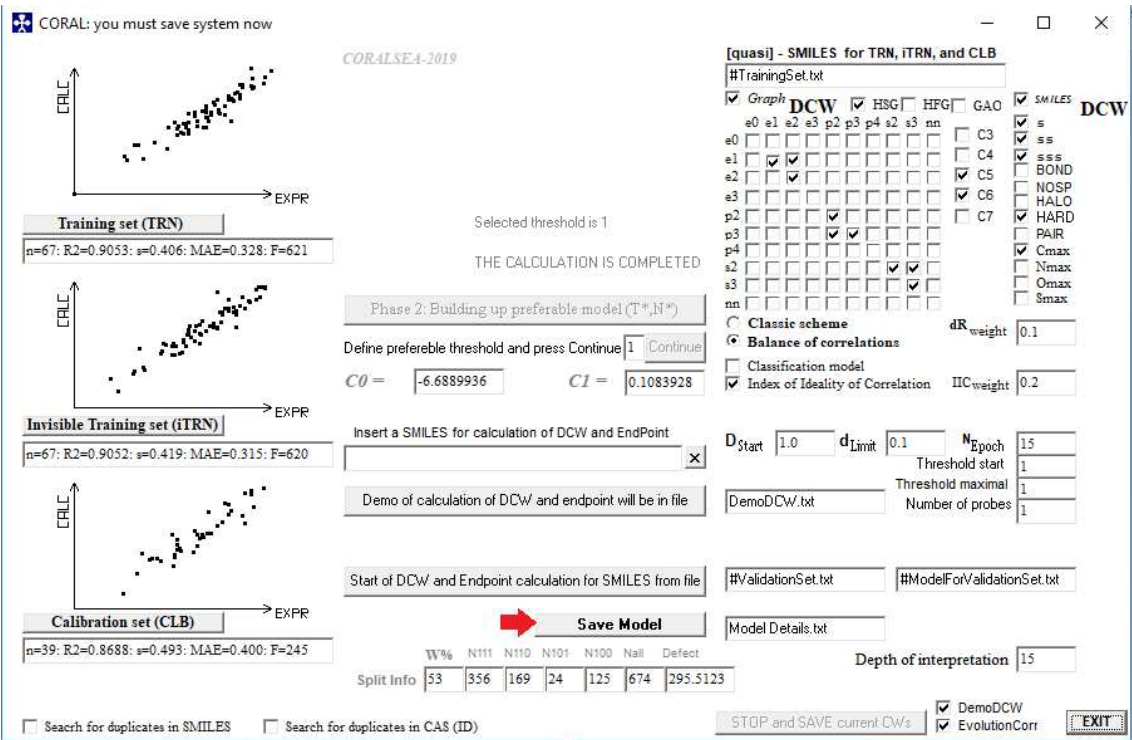 CORAL: you must save system now
CORALSEA-2019
CALC
EXPR
Training set (TRN)
n=67: R2=0.9053: s=0.406: MAE=0.328: F=621
CALC
EXPR
Invisible Training set (iTRN)
n=67: R2=0.9052: s=0.419: MAE=0.315: F=620
CALC
EXPR
Calibration set (CLB)
n=39: R2=0.8688: s=0.493: MAE=0.400: F=245
Selected threshold is 1
THE CALCULATION IS COMPLETED
Phase 2: Building up preferable model (T*,N*)
Define prefereble threshold and press Continue 1 Continue
C0 = -6.6889936 C1 = 0.1083928
Insert a SMILES for calculation of DCW and EndPoint
Demo of calculation of DCW and endpoint will be in file
Start of DCW and Endpoint calculation for SMILES from file
Save Model
W% N111 N110 N101 N100 Nall Defect
Split Info 53 356 169 24 125 674 295.5123
[quasi] - SMILES for TRN, iTRN, and CLB
#TrainingSet.txt
Graph DCW HSG HFG GAO SMILES DCW
e0 e1 e2 e3 p2 p3 p4 s2 s3 nn
e0
e1
e2
e3
p2
p3
p4
s2
s3
nn
C3
C4
C5
C6
C7
s
ss
sss
BOND
NOSP
HALO
HARD
PAIR
Cmax
Nmax
Omax
Smax
Classic scheme
Balance of correlations
dRweight 0.1
Classification model
Index of Ideality of Correlation
IICweight 0.2
DStart 1.0 dLimit 0.1 NEpoch 15
Threshold start 1
Threshold maximal 1
Number of probes 1
DemoDCW.txt
#ValidationSet.txt #ModelForValidationSet.txt
Model Details.txt
Depth of interpretation 15
Seacrh for duplicates in SMILES Search for duplicates in CAS (ID)
STOP and SAVE current CWs
DemoDCW
EvolutionCorr
EXIT